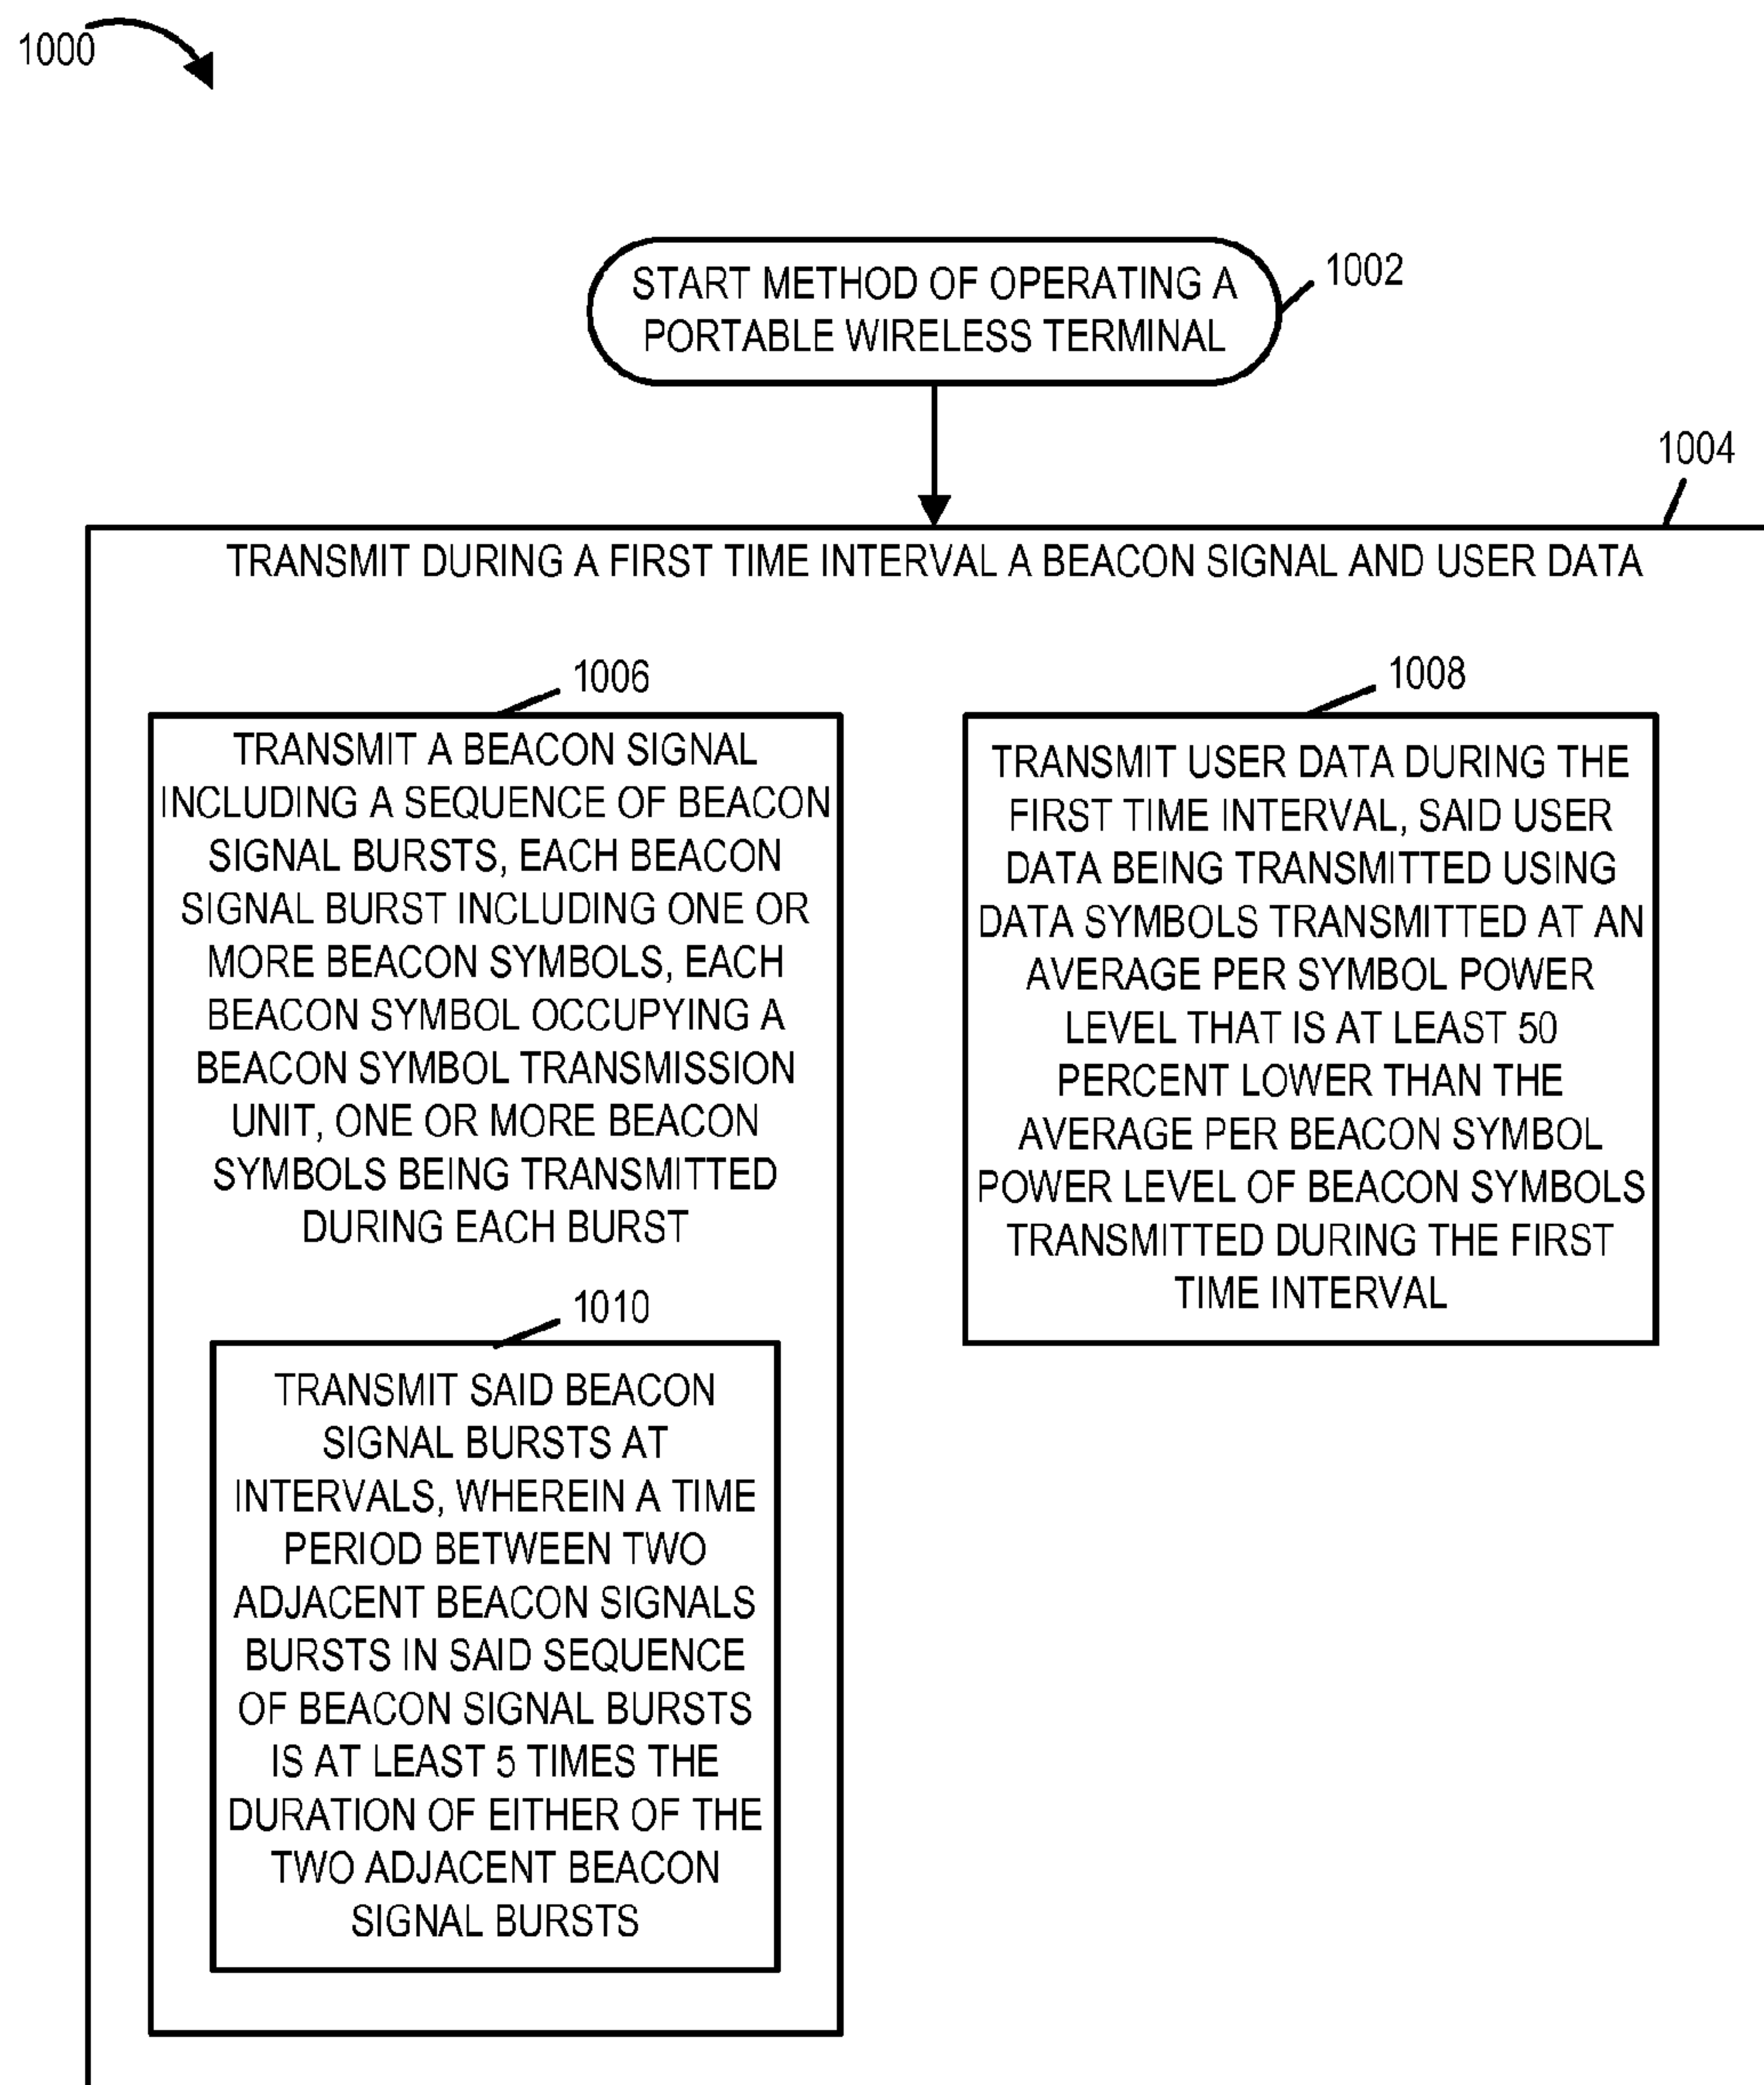 1000
START METHOD OF OPERATING A
PORTABLE WIRELESS TERMINAL
1002
1004
TRANSMIT DURING A FIRST TIME INTERVAL A BEACON SIGNAL AND USER DATA
1006
TRANSMIT A BEACON SIGNAL
INCLUDING A SEQUENCE OF BEACON
SIGNAL BURSTS, EACH BEACON
SIGNAL BURST INCLUDING ONE OR
MORE BEACON SYMBOLS, EACH
BEACON SYMBOL OCCUPYING A
BEACON SYMBOL TRANSMISSION
UNIT, ONE OR MORE BEACON
SYMBOLS BEING TRANSMITTED
DURING EACH BURST
1010
TRANSMIT SAID BEACON
SIGNAL BURSTS AT
INTERVALS, WHEREIN A TIME
PERIOD BETWEEN TWO
ADJACENT BEACON SIGNALS
BURSTS IN SAID SEQUENCE
OF BEACON SIGNAL BURSTS
IS AT LEAST 5 TIMES THE
DURATION OF EITHER OF THE
TWO ADJACENT BEACON
SIGNAL BURSTS
1008
TRANSMIT USER DATA DURING THE
FIRST TIME INTERVAL, SAID USER
DATA BEING TRANSMITTED USING
DATA SYMBOLS TRANSMITTED AT AN
AVERAGE PER SYMBOL POWER
LEVEL THAT IS AT LEAST 50
PERCENT LOWER THAN THE
AVERAGE PER BEACON SYMBOL
POWER LEVEL OF BEACON SYMBOLS
TRANSMITTED DURING THE FIRST
TIME INTERVAL